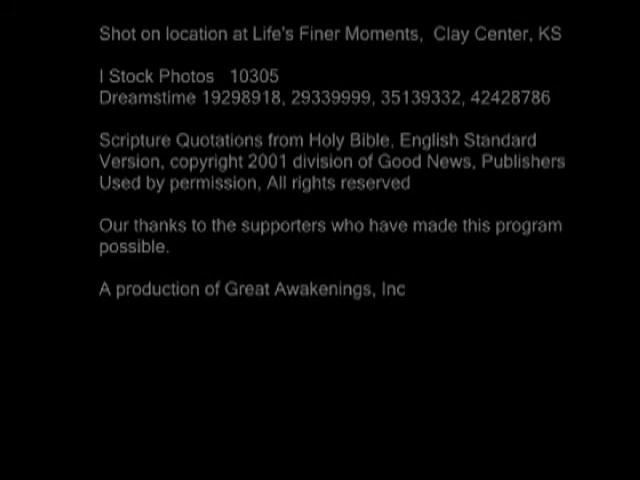 Shot on location at Life's Finer Moments, Clay Center, KS
I Stock Photos 10305
Dreamstime 19298918, 29339999, 35139332, 42428786
Scripture Quotations from Holy Bible, English Standard
Version, copyright 2001 division of Good News, Publishers
Used by permission, All rights reserved
Our thanks to the supporters who have made this program
possible.
A production of Great Awakenings, Inc